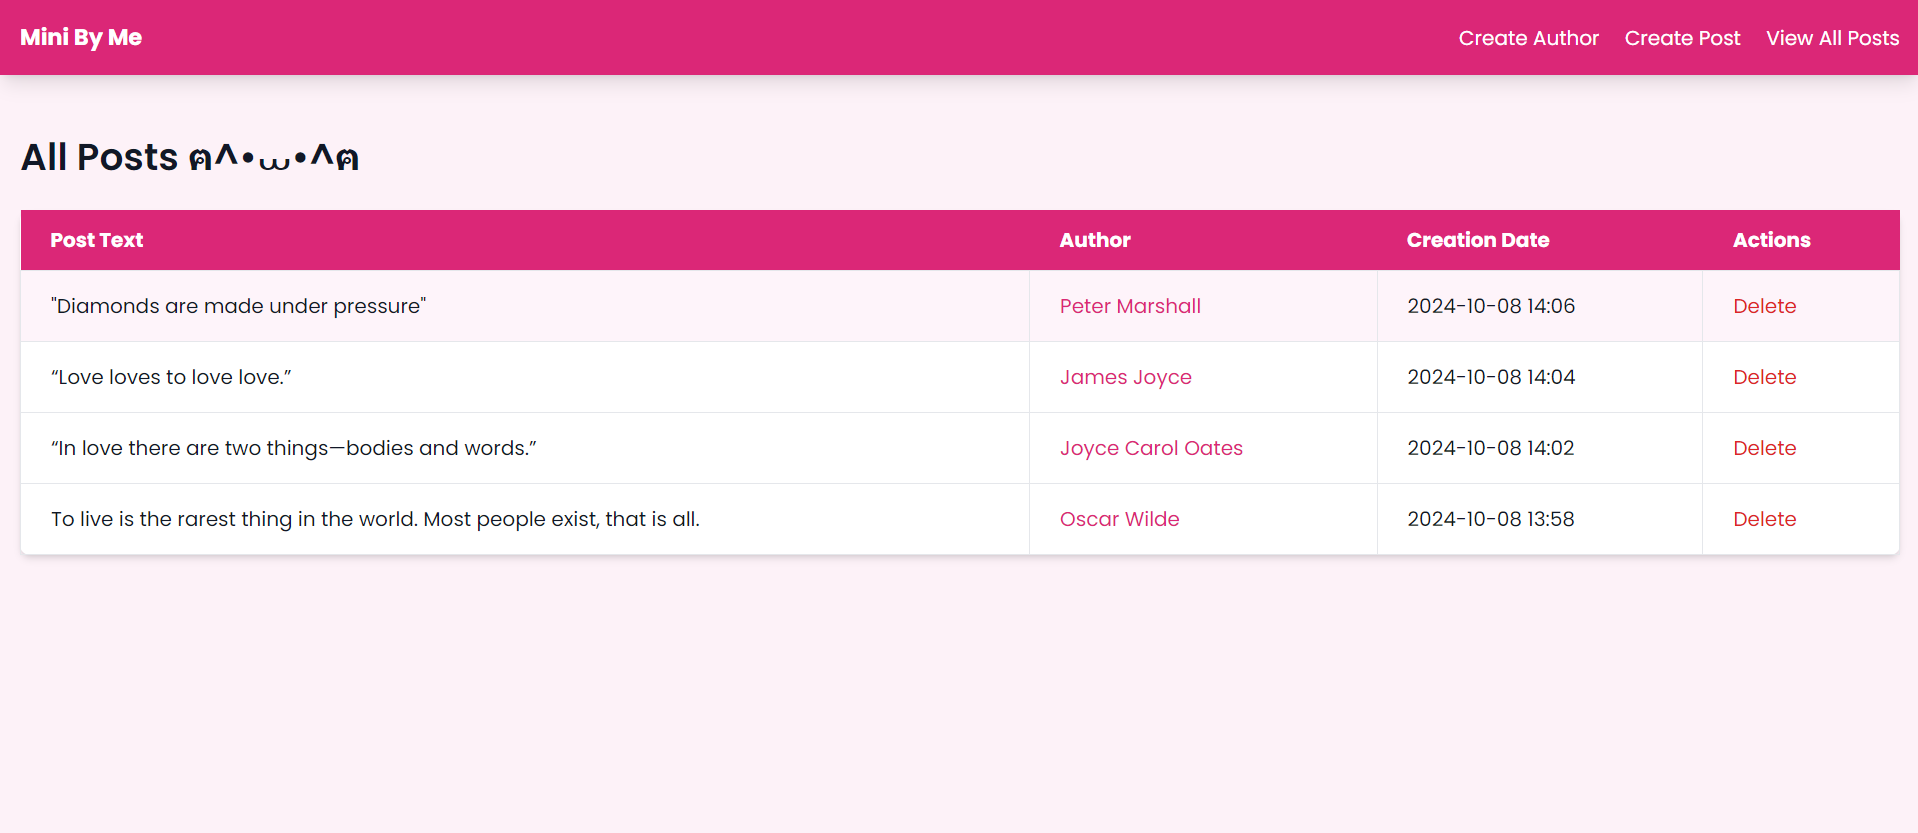 Mini By Me Create Author Create Post View All Posts
All Posts ฅ^•⩊•^ฅ
Post Text Author Creation Date Actions
"Diamonds are made under pressure" Peter Marshall 2024-10-08 14:06 Delete
“Love loves to love love.” James Joyce 2024-10-08 14:04 Delete
“In love there are two things—bodies and words.” Joyce Carol Oates 2024-10-08 14:02 Delete
To live is the rarest thing in the world. Most people exist, that is all. Oscar Wilde 2024-10-08 13:58 Delete